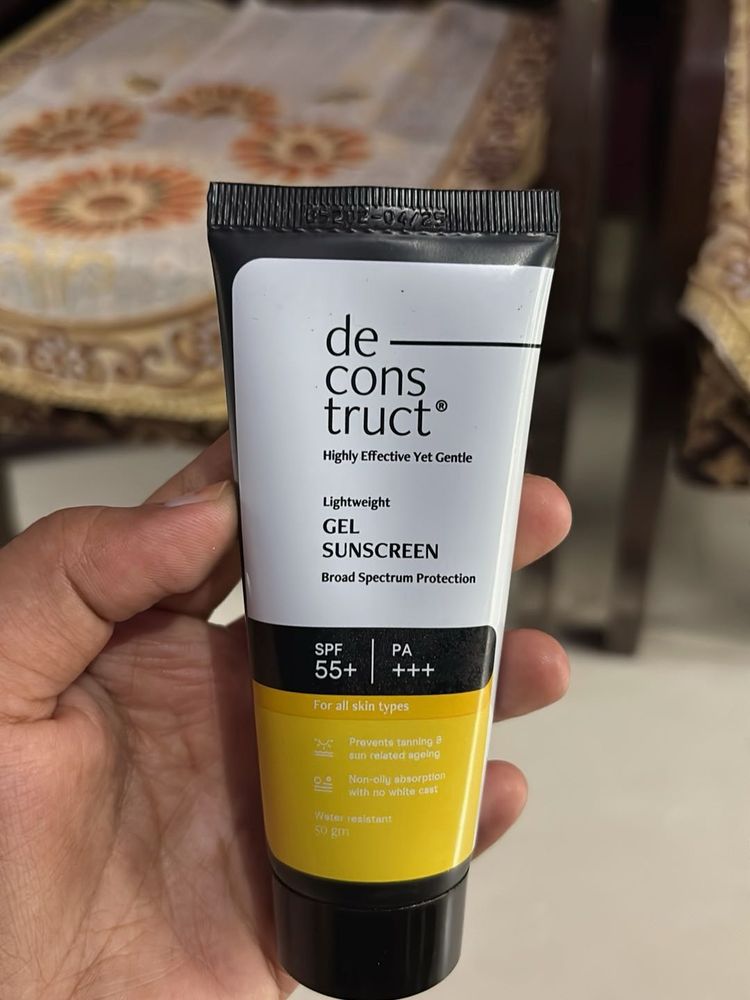 de
cons
truct®
Highly Effective Yet Gentle
Lightweight
GEL
SUNSCREEN
Broad Spectrum Protection
SPF
55+
PA
+++
For all skin types
Prevents tanning &
sun related ageing
Non-oily absorption
with no white cast
Water resistant
50 gm